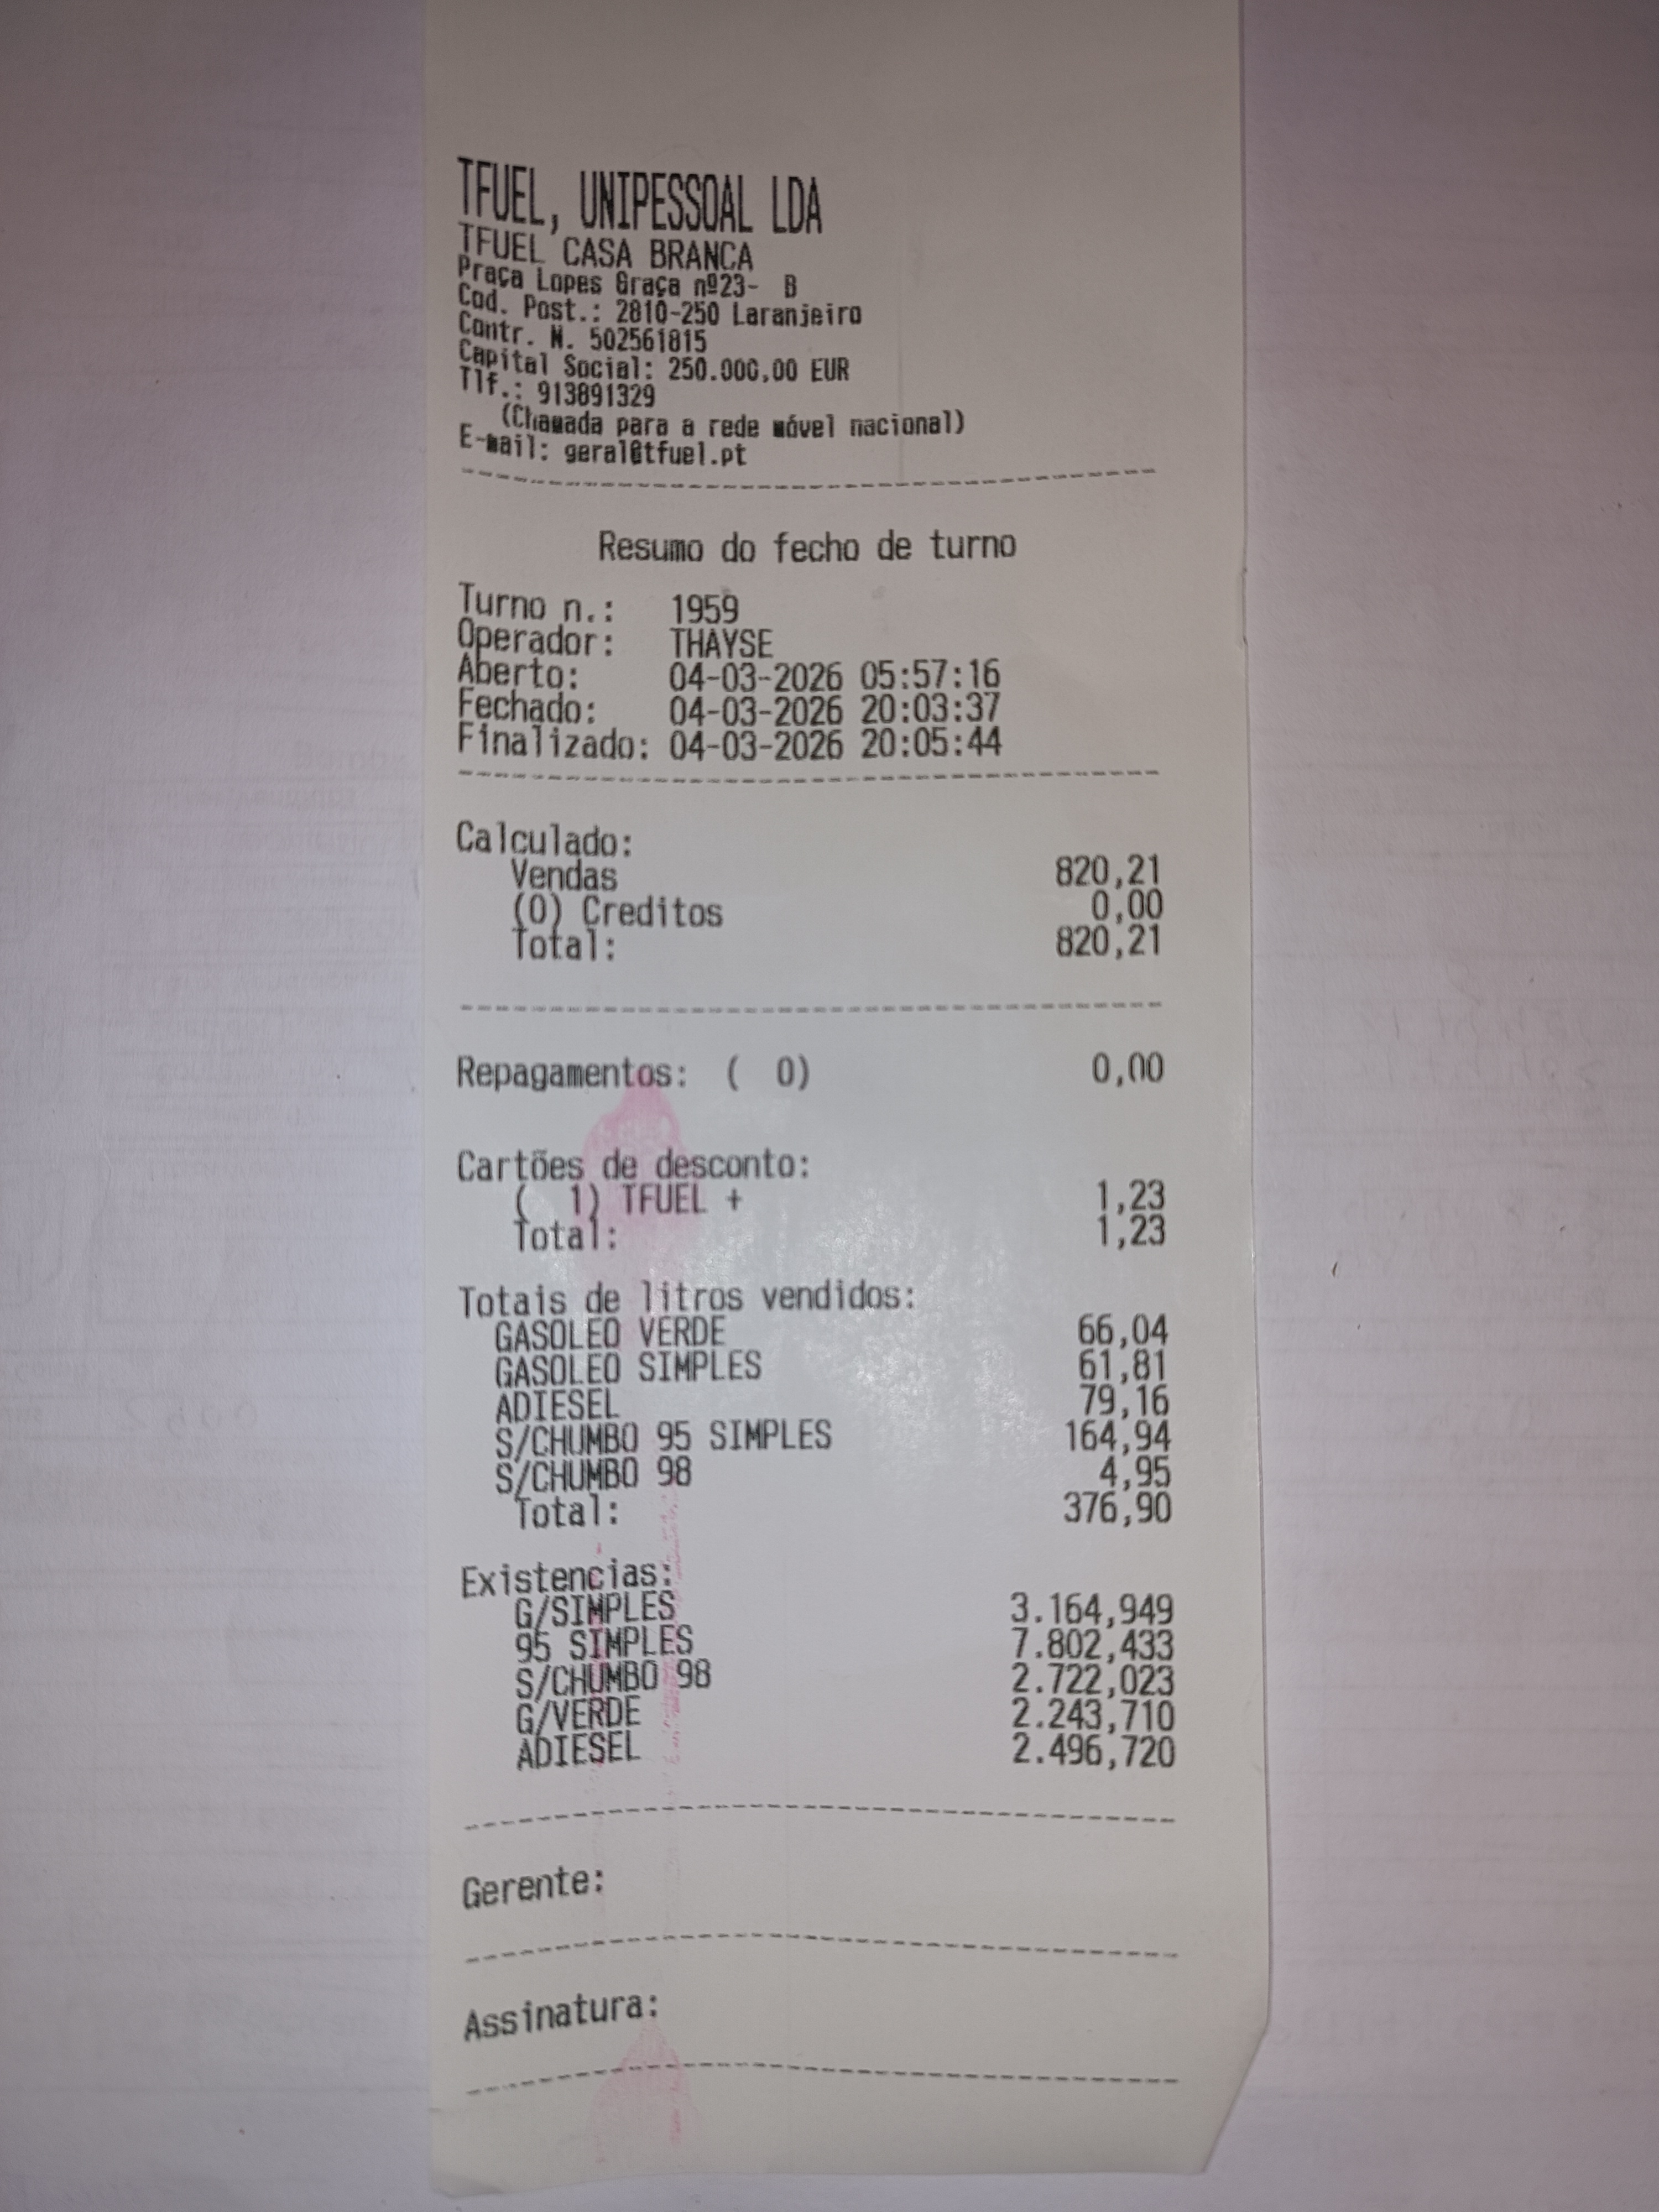 TFUEL, UNIPESSOAL LDA
TFUEL CASA BRANCA
Praça Lopes Graça nº23-  B
Cod. Post.: 2810-250 Laranjeiro
Contr. N. 502561815
Capital Social: 250.000,00 EUR
Tlf.: 913891329
(Chamada para a rede móvel nacional)
E-mail: geral@tfuel.pt
Resumo do fecho de turno
Turno n.: 1959
Operador: THAYSE
Aberto: 04-03-2026 05:57:16
Fechado: 04-03-2026 20:03:37
Finalizado: 04-03-2026 20:05:44
Calculado:
Vendas 820,21
(0) Creditos 0,00
Total: 820,21
Repagamentos: ( 0) 0,00
Cartões de desconto:
( 1) TFUEL + 1,23
Total: 1,23
Totais de litros vendidos:
GASOLEO VERDE 66,04
GASOLEO SIMPLES 61,81
ADIESEL 79,16
S/CHUMBO 95 SIMPLES 164,94
S/CHUMBO 98 4,95
Total: 376,90
Existencias:
G/SIMPLES 3.164,949
95 SIMPLES 7.802,433
S/CHUMBO 98 2.722,023
G/VERDE 2.243,710
ADIESEL 2.496,720
Gerente:
Assinatura: